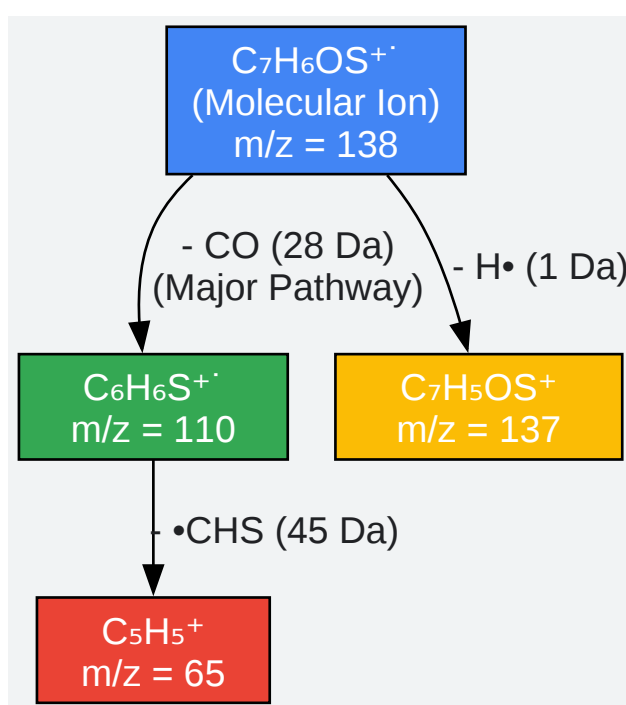 C₇H₆OS⁺˙
(Molecular Ion)
m/z = 138
- CO (28 Da)
(Major Pathway)
- H• (1 Da)
C₆H₆S⁺˙
m/z = 110
C₇H₅OS⁺
m/z = 137
- •CHS (45 Da)
C₅H₅⁺
m/z = 65